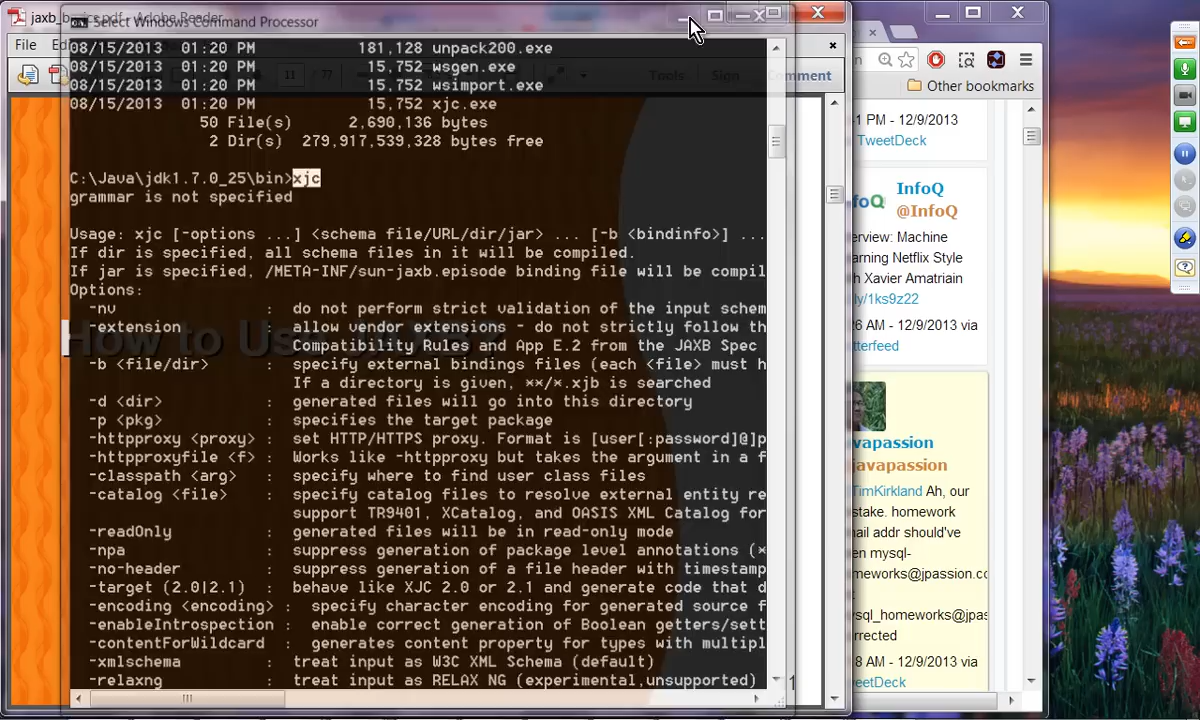 jaxb_basics.pdf - Adobe Reader
Select Windows Command Processor
File
11 / 77
Tools
Sign
Comment
08/15/2013 01:20 PM 181,128 unpack200.exe
08/15/2013 01:20 PM 15,752 wsgen.exe
08/15/2013 01:20 PM 15,752 wsimport.exe
08/15/2013 01:20 PM 15,752 xjc.exe
50 File(s) 2,690,136 bytes
2 Dir(s) 279,917,539,328 bytes free
C:\Java\jdk1.7.0_25\bin>xjc
grammar is not specified
Usage: xjc [-options ...] <schema file/URL/dir/jar> ... [-b <bindinfo>] ...
If dir is specified, all schema files in it will be compiled.
If jar is specified, /META-INF/sun-jaxb.episode binding file will be compil
Options:
-nv : do not perform strict validation of the input schem
-extension : allow vendor extensions - do not strictly follow th
Compatibility Rules and App E.2 from the JAXB Spec
-b <file/dir> : specify external bindings files (each <file> must h
If a directory is given, **/*.xjb is searched
-d <dir> : generated files will go into this directory
-p <pkg> : specifies the target package
-httpproxy <proxy> : set HTTP/HTTPS proxy. Format is [user[:password]@]p
-httpproxyfile <f> : Works like -httpproxy but takes the argument in a f
-classpath <arg> : specify where to find user class files
-catalog <file> : specify catalog files to resolve external entity re
support TR9401, XCatalog, and OASIS XML Catalog for
-readOnly : generated files will be in read-only mode
-npa : suppress generation of package level annotations (*
-no-header : suppress generation of a file header with timestamp
-target (2.0|2.1) : behave like XJC 2.0 or 2.1 and generate code that d
-encoding <encoding> : specify character encoding for generated source f
-enableIntrospection : enable correct generation of Boolean getters/sett
-contentForWildcard : generates content property for types with multipl
-xmlschema : treat input as W3C XML Schema (default)
-relaxng : treat input as RELAX NG (experimental,unsupported)
How to Use JAXB?
Other bookmarks
1 PM - 12/9/2013
TweetDeck
InfoQ
@InfoQ
erview: Machine
arning Netflix Style
h Xavier Amatriain
ly/1ks9z22
26 AM - 12/9/2013 via
tterfeed
vapassion
avapassion
TimKirkland Ah, our
stake. homework
nail addr should've
en mysql-
meworks@jpassion.co
ysql_homeworks@jpas
rrected
8 AM - 12/9/2013 via
eetDeck